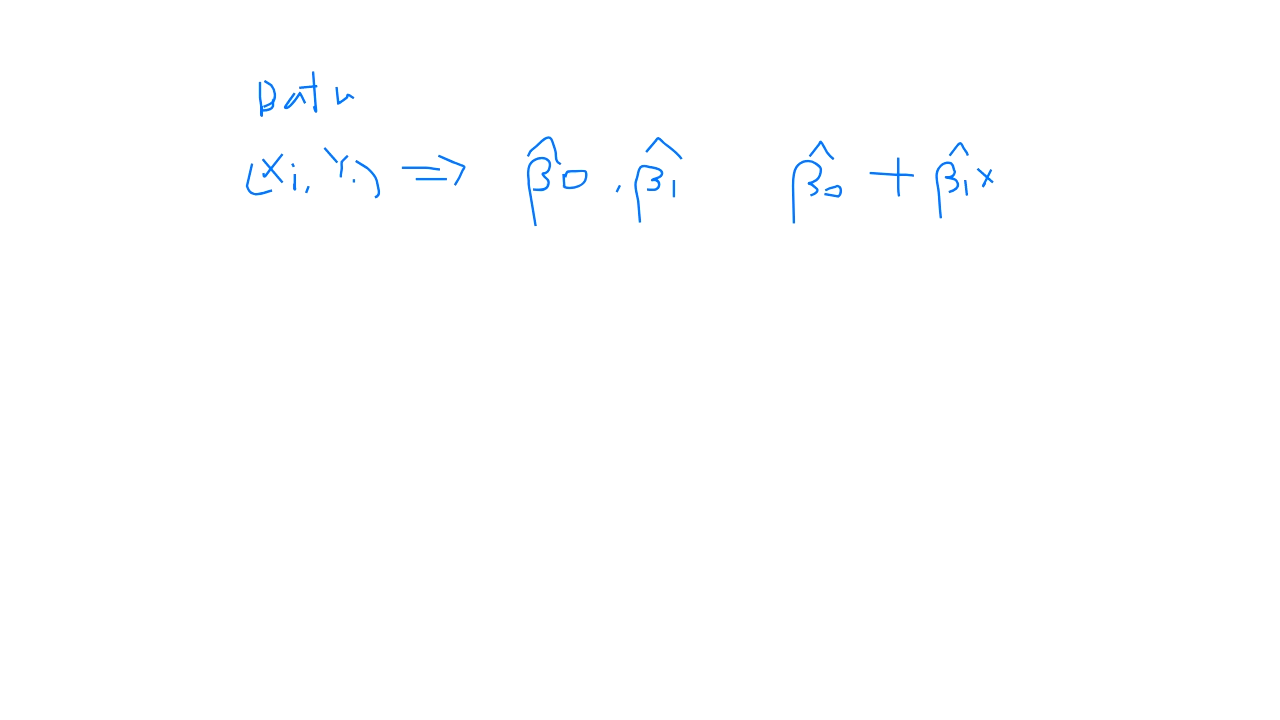 Data
(Xi, Yi) ⇒ β̂0, β̂1 β̂0 + β̂1x